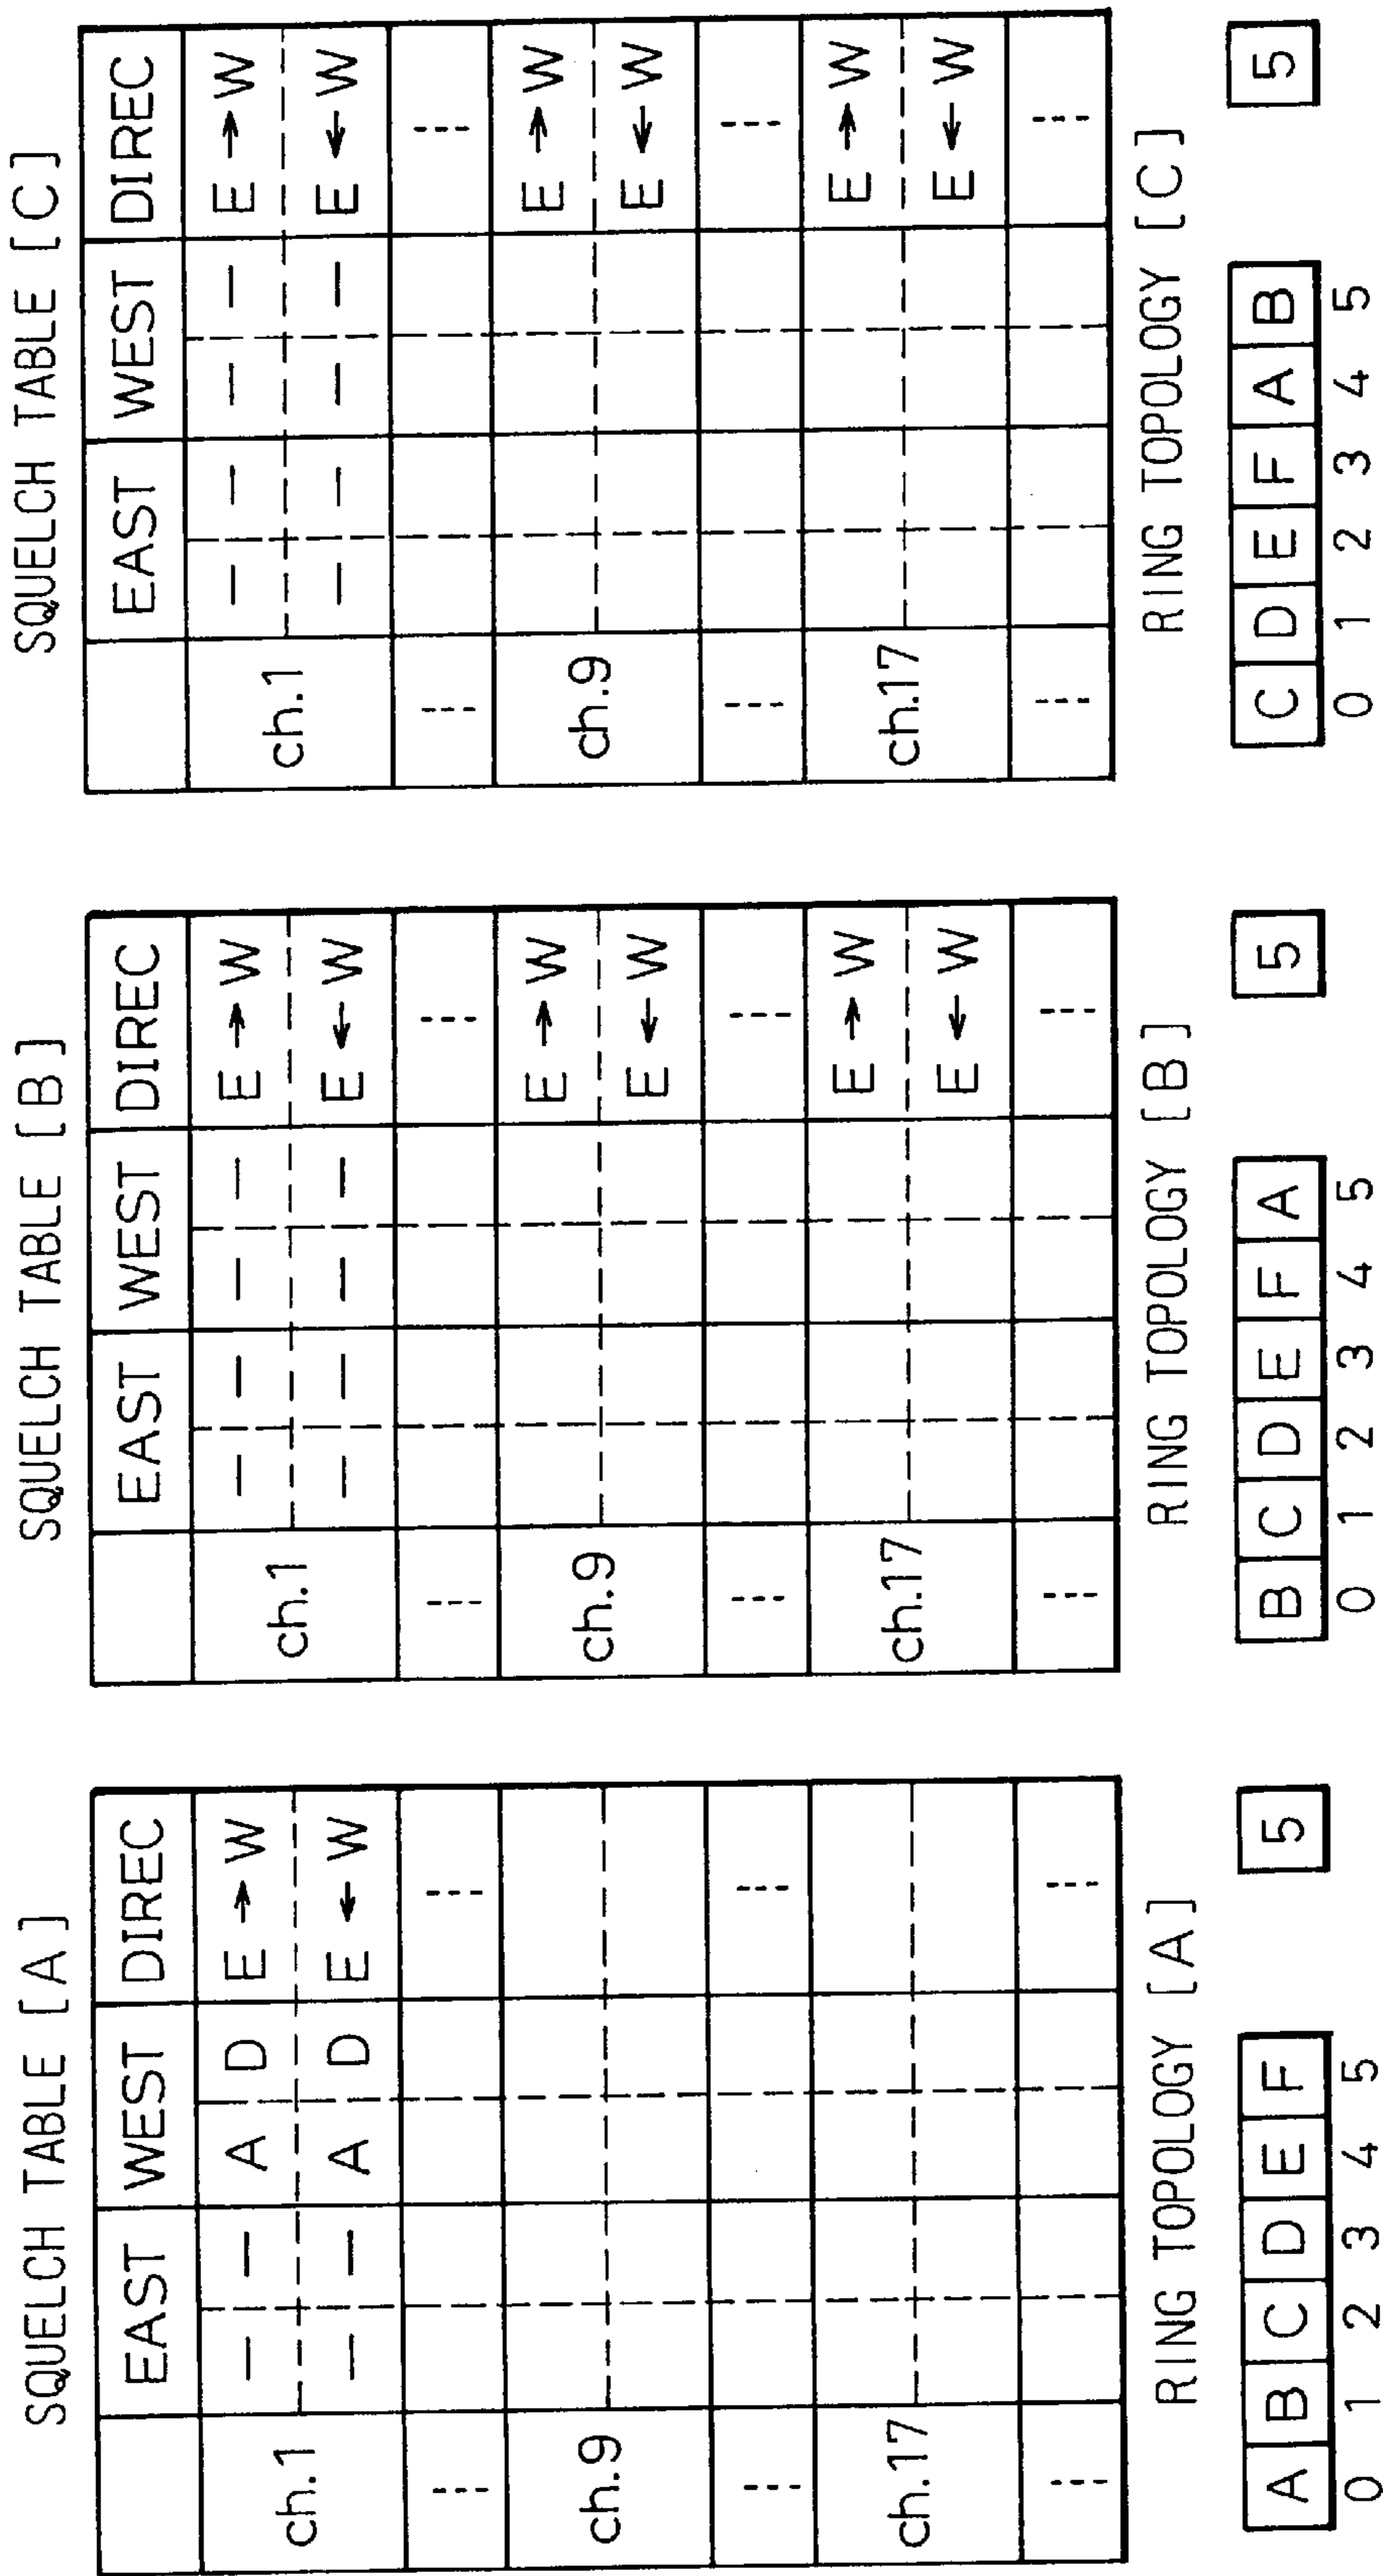 SQUELCH TABLE [A]
EAST WEST DIREC
ch.1 — — A D E→W
— — A D E←W
--- ---
ch.9
--- ---
ch.17
--- ---
RING TOPOLOGY [A]
A B C D E F 5
0 1 2 3 4 5
SQUELCH TABLE [B]
EAST WEST DIREC
ch.1 — — — — E→W
— — — — E←W
--- ---
ch.9 E→W
E←W
--- ---
ch.17 E→W
E←W
--- ---
RING TOPOLOGY [B]
B C D E F A 5
0 1 2 3 4 5
SQUELCH TABLE [C]
EAST WEST DIREC
ch.1 — — — — E→W
— — — — E←W
--- ---
ch.9 E→W
E←W
--- ---
ch.17 E→W
E←W
--- ---
RING TOPOLOGY [C]
C D E F A B 5
0 1 2 3 4 5